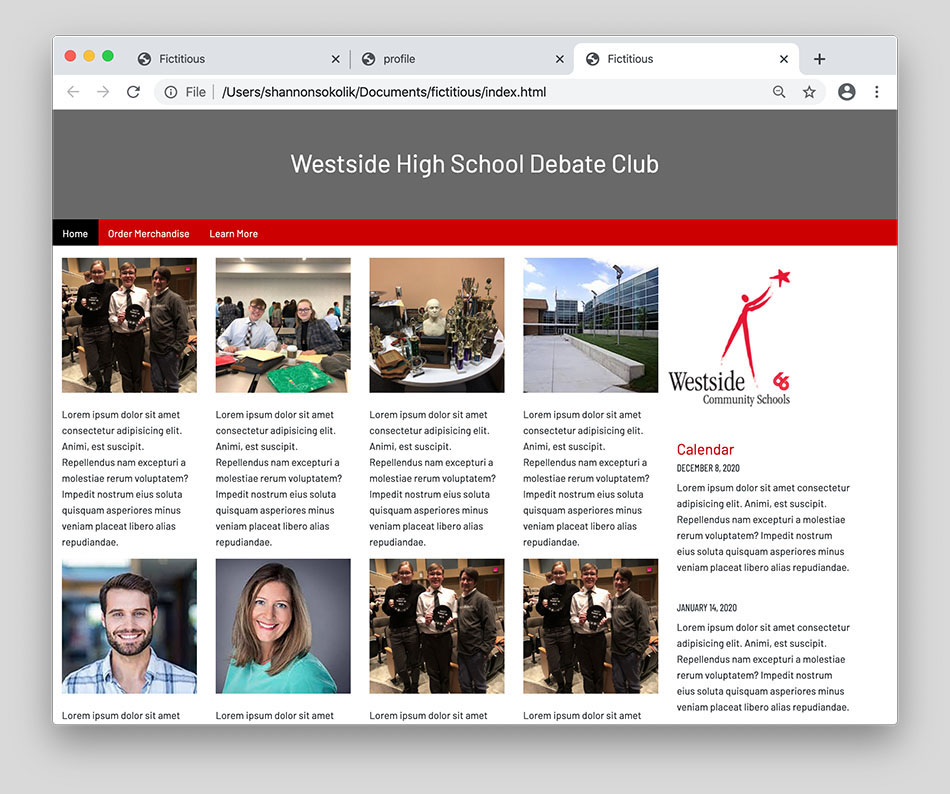 Fictitious
profile
Fictitious
File
/Users/shannonsokolik/Documents/fictitious/index.html
Westside High School Debate Club
Home
Order Merchandise
Learn More
Lorem ipsum dolor sit amet
consectetur adipisicing elit.
Animi, est suscipit.
Repellendus nam excepturi a
molestiae rerum voluptatem?
Impedit nostrum eius soluta
quisquam asperiores minus
veniam placeat libero alias
repudiandae.
Lorem ipsum dolor sit amet
consectetur adipisicing elit.
Animi, est suscipit.
Repellendus nam excepturi a
molestiae rerum voluptatem?
Impedit nostrum eius soluta
quisquam asperiores minus
veniam placeat libero alias
repudiandae.
Lorem ipsum dolor sit amet
consectetur adipisicing elit.
Animi, est suscipit.
Repellendus nam excepturi a
molestiae rerum voluptatem?
Impedit nostrum eius soluta
quisquam asperiores minus
veniam placeat libero alias
repudiandae.
Lorem ipsum dolor sit amet
consectetur adipisicing elit.
Animi, est suscipit.
Repellendus nam excepturi a
molestiae rerum voluptatem?
Impedit nostrum eius soluta
quisquam asperiores minus
veniam placeat libero alias
repudiandae.
Lorem ipsum dolor sit amet
Lorem ipsum dolor sit amet
Lorem ipsum dolor sit amet
Lorem ipsum dolor sit amet
Westside 66
Community Schools
Calendar
DECEMBER 8, 2020
Lorem ipsum dolor sit amet consectetur
adipisicing elit. Animi, est suscipit.
Repellendus nam excepturi a molestiae
rerum voluptatem? Impedit nostrum
eius soluta quisquam asperiores minus
veniam placeat libero alias repudiandae.
JANUARY 14, 2020
Lorem ipsum dolor sit amet consectetur
adipisicing elit. Animi, est suscipit.
Repellendus nam excepturi a molestiae
rerum voluptatem? Impedit nostrum
eius soluta quisquam asperiores minus
veniam placeat libero alias repudiandae.